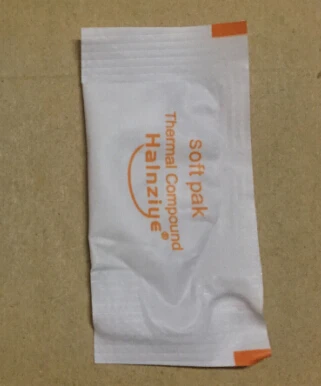 Soft pak
Thermal Compound
Halnziye